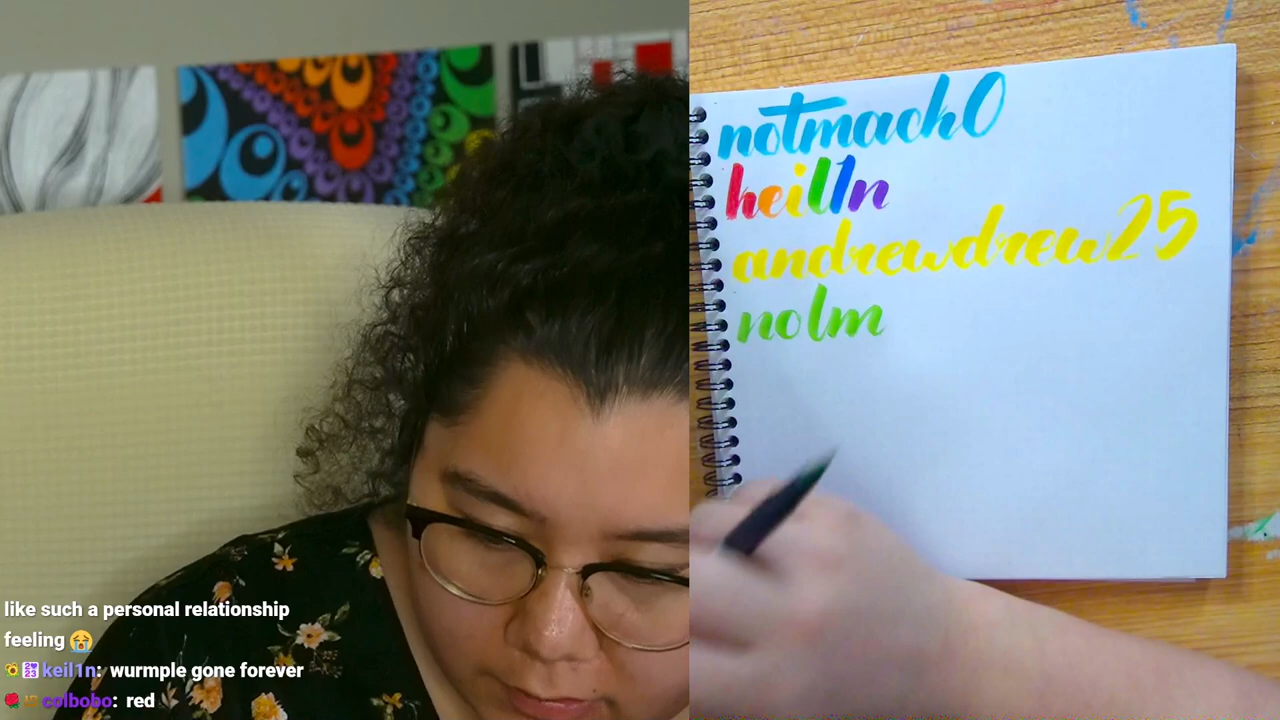 notmach0
keil1n
andrewdrew25
nolm
like such a personal relationship
feeling 😭
keil1n: wurmple gone forever
colbobo: red